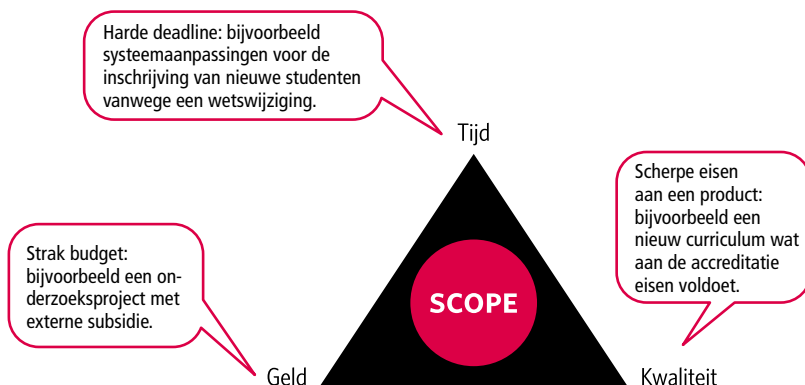 Harde deadline: bijvoorbeeld
systeemaanpassingen voor de
inschrijving van nieuwe studenten
vanwege een wetswijziging.
Tijd
Scherpe eisen
aan een product:
bijvoorbeeld een
nieuw curriculum wat
aan de accreditatie
eisen voldoet.
Strak budget:
bijvoorbeeld een on-
derzoeksproject met
externe subsidie.
SCOPE
Geld
Kwaliteit